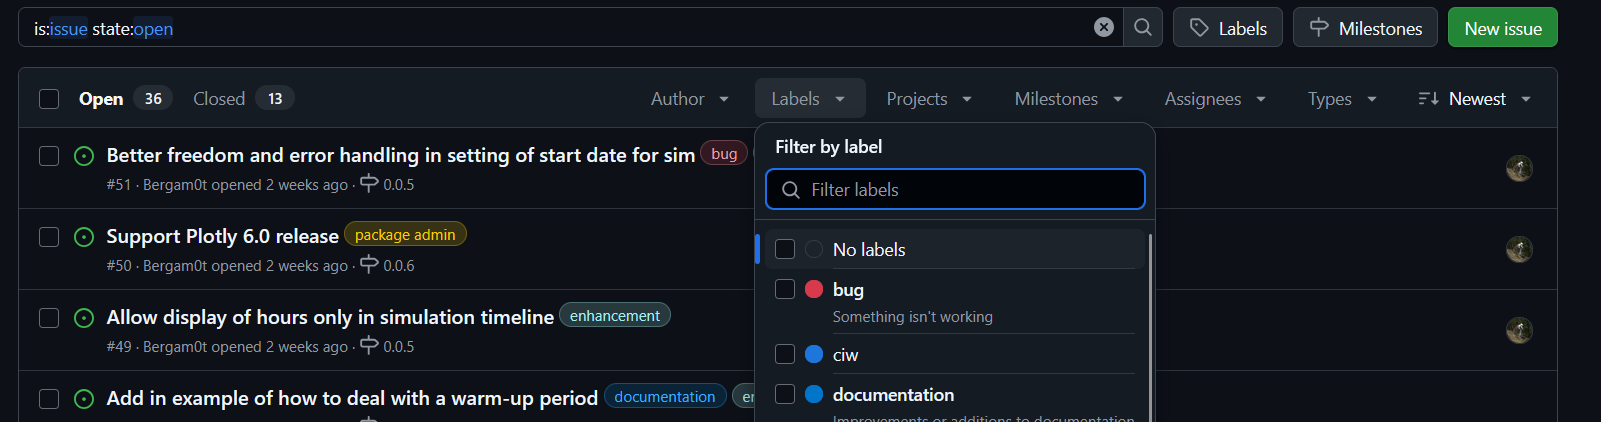 is:issue state:open
Labels
Milestones
New issue
Open 36 Closed 13
Author Labels Projects Milestones Assignees Types Newest
Better freedom and error handling in setting of start date for sim bug
#51 · Bergam0t opened 2 weeks ago · 0.0.5
Support Plotly 6.0 release package admin
#50 · Bergam0t opened 2 weeks ago · 0.0.6
Allow display of hours only in simulation timeline enhancement
#49 · Bergam0t opened 2 weeks ago · 0.0.5
Add in example of how to deal with a warm-up period documentation
Filter by label
Filter labels
No labels
bug
Something isn't working
ciw
documentation
Improvements or additions to documentation